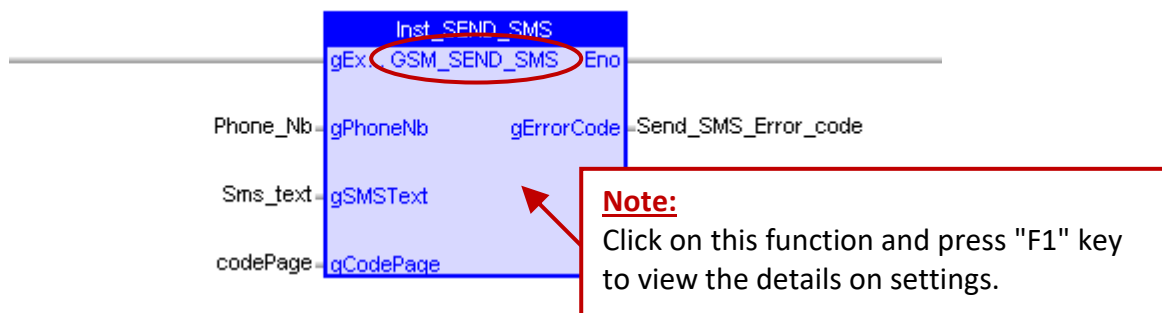 Inst_SEND_SMS
gEx... GSM_SEND_SMS Eno
Phone_Nb gPhoneNb gErrorCode Send_SMS_Error_code
Sms_text gSMSText
Note:
Click on this function and press "F1" key
codePage gCodePage
to view the details on settings.